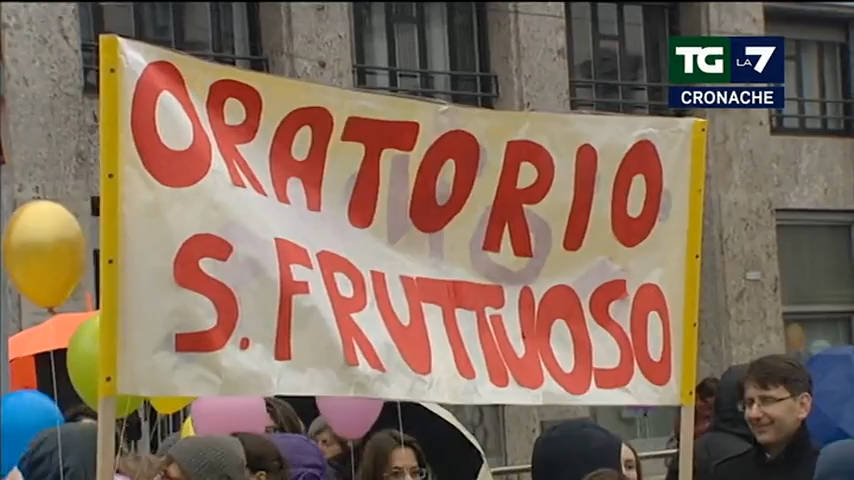 TG LA 7
CRONACHE
ORATORIO
S. FRUTTUOSO